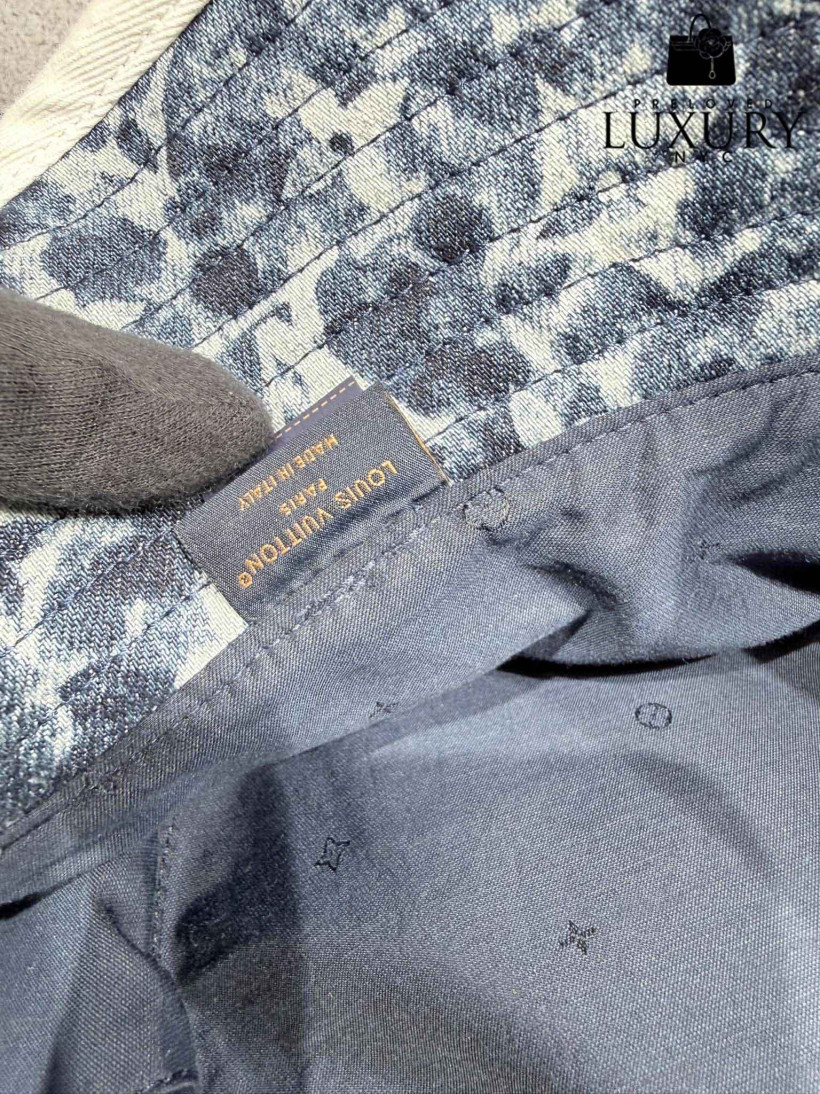 PRELOVED
LUXURY
NYC
LOUIS VUITTON®
PARIS
MADE IN ITALY